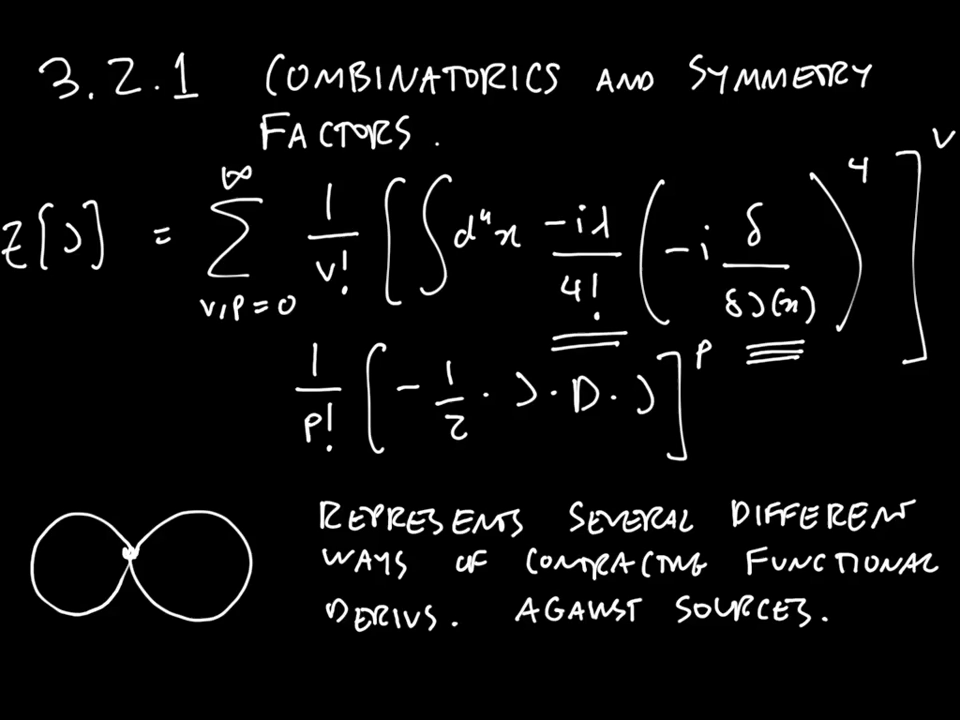 3.2.1 COMBINATORICS AND SYMMETRY
FACTORS.
Z[J] = ∑_{V,P=0}^{∞} 1/V! [ ∫ d⁴x -iλ/4! ( -i δ/δJ(x) )⁴ ]^V
1/P! [ -1/2 · J · D · J ]^P
REPRESENTS SEVERAL DIFFERENT
WAYS OF CONTRACTING FUNCTIONAL
DERIVS. AGAINST SOURCES.